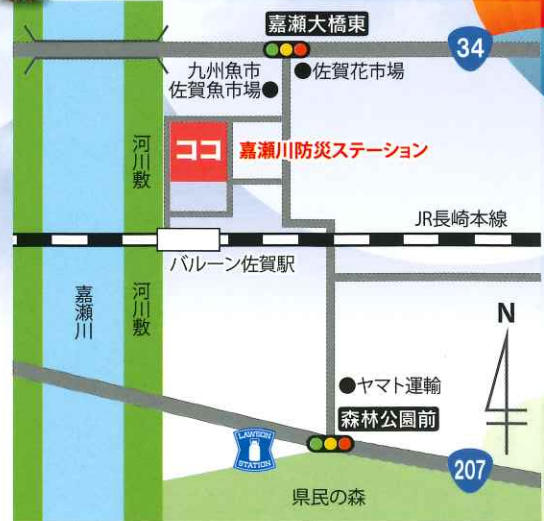 嘉瀬大橋東
34
九州魚市
佐賀魚市場
佐賀花市場
河川敷
ココ
嘉瀬川防災ステーション
JR長崎本線
バルーン佐賀駅
嘉瀬川
河川敷
N
ヤマト運輸
森林公園前
LAWSON
STATION
207
県民の森